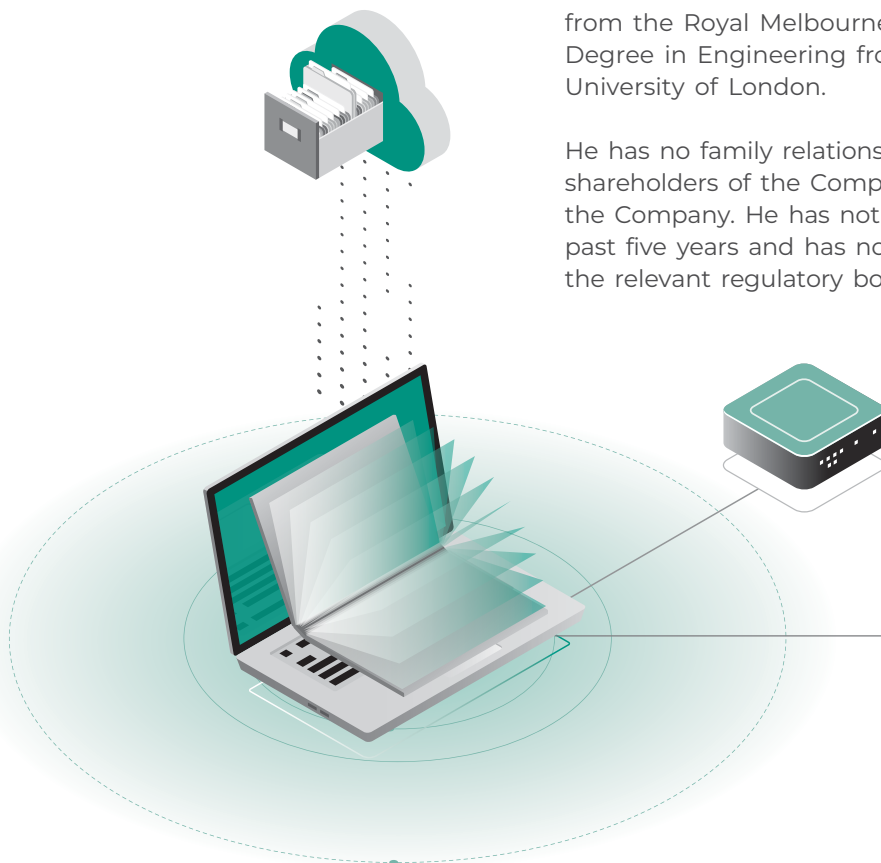 from the Royal Melbourne
Degree in Engineering fro
University of London.
He has no family relations
shareholders of the Comp
the Company. He has not
past five years and has no
the relevant regulatory bo